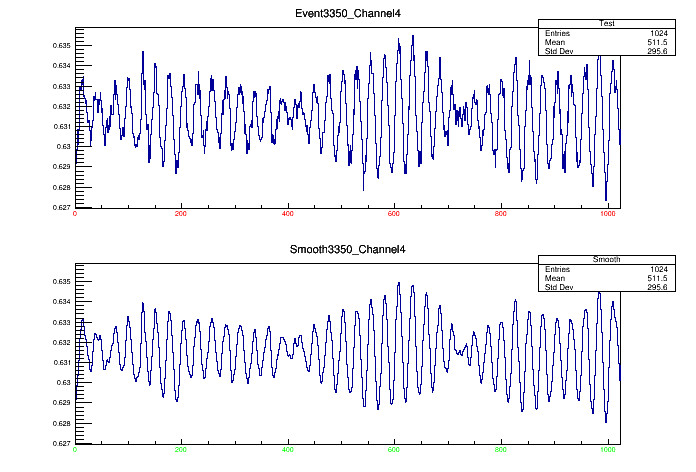 Event3350_Channel4
Test
Entries 1024
Mean 511.5
Std Dev 295.6
0.635
0.634
0.633
0.632
0.631
0.63
0.629
0.628
0.627
0 200 400 600 800 1000
Smooth3350_Channel4
Smooth
Entries 1024
Mean 511.5
Std Dev 295.6
0.635
0.634
0.633
0.632
0.631
0.63
0.629
0.628
0.627
0 200 400 600 800 1000